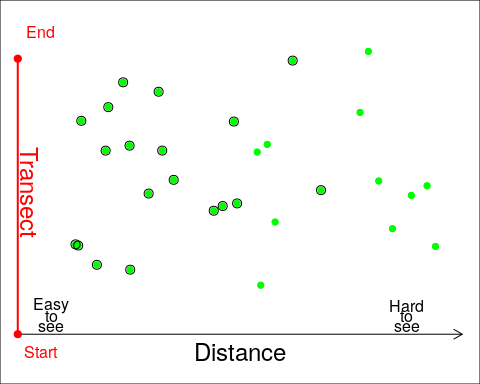 End
Transect
Easy
to
see
Hard
to
see
Start
Distance